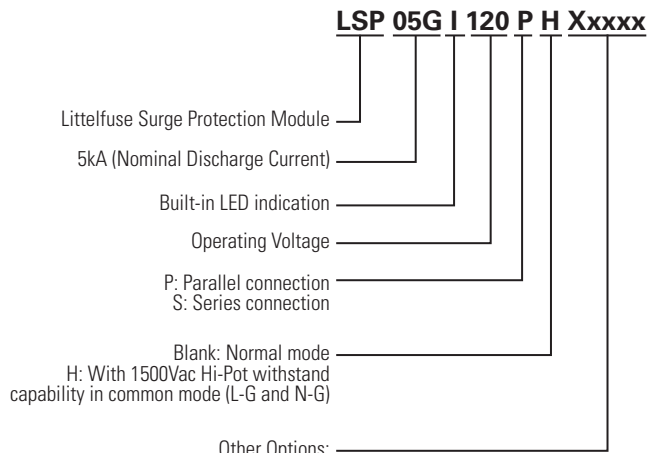 LSP 05G I 120 P H Xxxxx
Littelfuse Surge Protection Module
5kA (Nominal Discharge Current)
Built-in LED indication
Operating Voltage
P: Parallel connection
S: Series connection
Blank: Normal mode
H: With 1500Vac Hi-Pot withstand
capability in common mode (L-G and N-G)
Other Options: